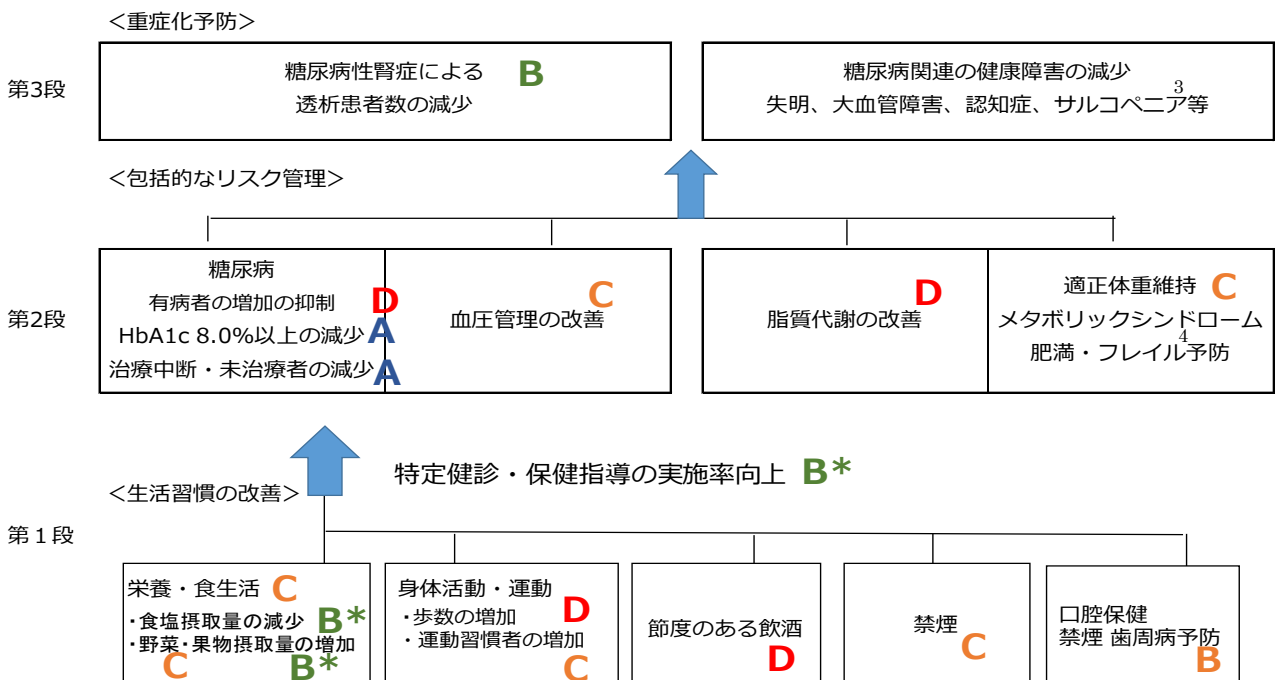 <重症化予防>
第3段
糖尿病性腎症による B
透析患者数の減少
糖尿病関連の健康障害の減少
失明、大血管障害、認知症、サルコペニア3等
<包括的なリスク管理>
第2段
糖尿病
有病者の増加の抑制 D
HbA1c 8.0%以上の減少 A
治療中断・未治療者の減少 A
血圧管理の改善 C
脂質代謝の改善 D
適正体重維持 C
メタボリックシンドローム
肥満・フレイル4予防
特定健診・保健指導の実施率向上 B*
<生活習慣の改善>
第1段
栄養・食生活 C
・食塩摂取量の減少 B*
・野菜・果物摂取量の増加
C B*
身体活動・運動
・歩数の増加 D
・運動習慣者の増加
C
節度のある飲酒
D
禁煙
C
口腔保健
禁煙 歯周病予防
B